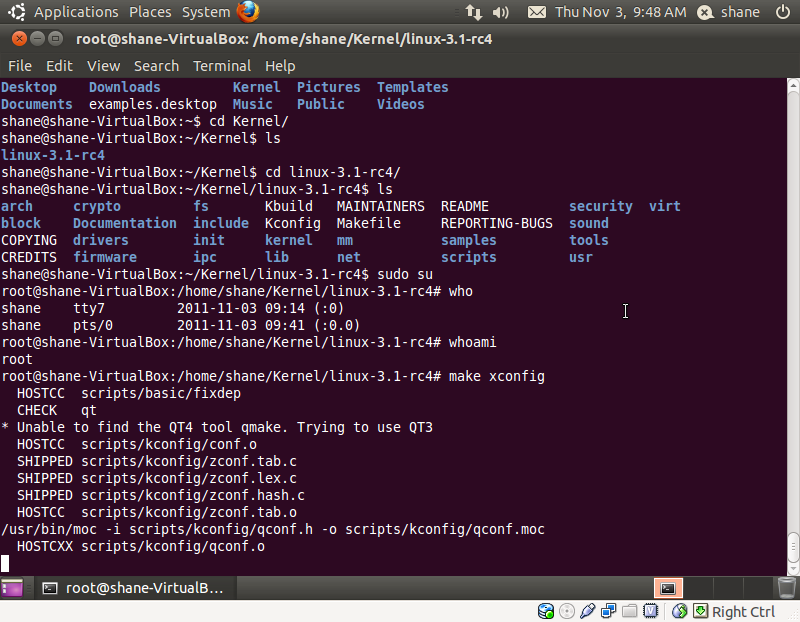 Applications Places System Thu Nov 3, 9:48 AM shane
root@shane-VirtualBox: /home/shane/Kernel/linux-3.1-rc4
File Edit View Search Terminal Help
Desktop Downloads Kernel Pictures Templates
Documents examples.desktop Music Public Videos
shane@shane-VirtualBox:~$ cd Kernel/
shane@shane-VirtualBox:~/Kernel$ ls
linux-3.1-rc4
shane@shane-VirtualBox:~/Kernel$ cd linux-3.1-rc4/
shane@shane-VirtualBox:~/Kernel/linux-3.1-rc4$ ls
arch crypto fs Kbuild MAINTAINERS README security virt
block Documentation include Kconfig Makefile REPORTING-BUGS sound
COPYING drivers init kernel mm samples tools
CREDITS firmware ipc lib net scripts usr
shane@shane-VirtualBox:~/Kernel/linux-3.1-rc4$ sudo su
root@shane-VirtualBox:/home/shane/Kernel/linux-3.1-rc4# who
shane tty7 2011-11-03 09:14 (:0)
shane pts/0 2011-11-03 09:41 (:0.0)
root@shane-VirtualBox:/home/shane/Kernel/linux-3.1-rc4# whoami
root
root@shane-VirtualBox:/home/shane/Kernel/linux-3.1-rc4# make xconfig
HOSTCC scripts/basic/fixdep
CHECK qt
* Unable to find the QT4 tool qmake. Trying to use QT3
HOSTCC scripts/kconfig/conf.o
SHIPPED scripts/kconfig/zconf.tab.c
SHIPPED scripts/kconfig/zconf.lex.c
SHIPPED scripts/kconfig/zconf.hash.c
HOSTCC scripts/kconfig/zconf.tab.o
/usr/bin/moc -i scripts/kconfig/qconf.h -o scripts/kconfig/qconf.moc
HOSTCXX scripts/kconfig/qconf.o
root@shane-VirtualB...
Right Ctrl